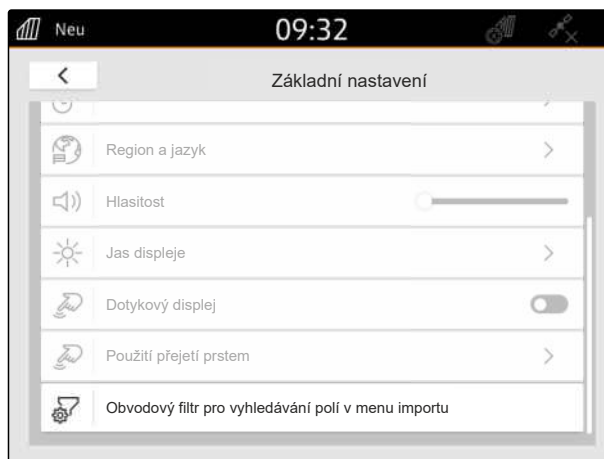 Neu
09:32
Základní nastavení
Region a jazyk
Hlasitost
Jas displeje
Dotykový displej
Použití přejetí prstem
Obvodový filtr pro vyhledávání polí v menu importu